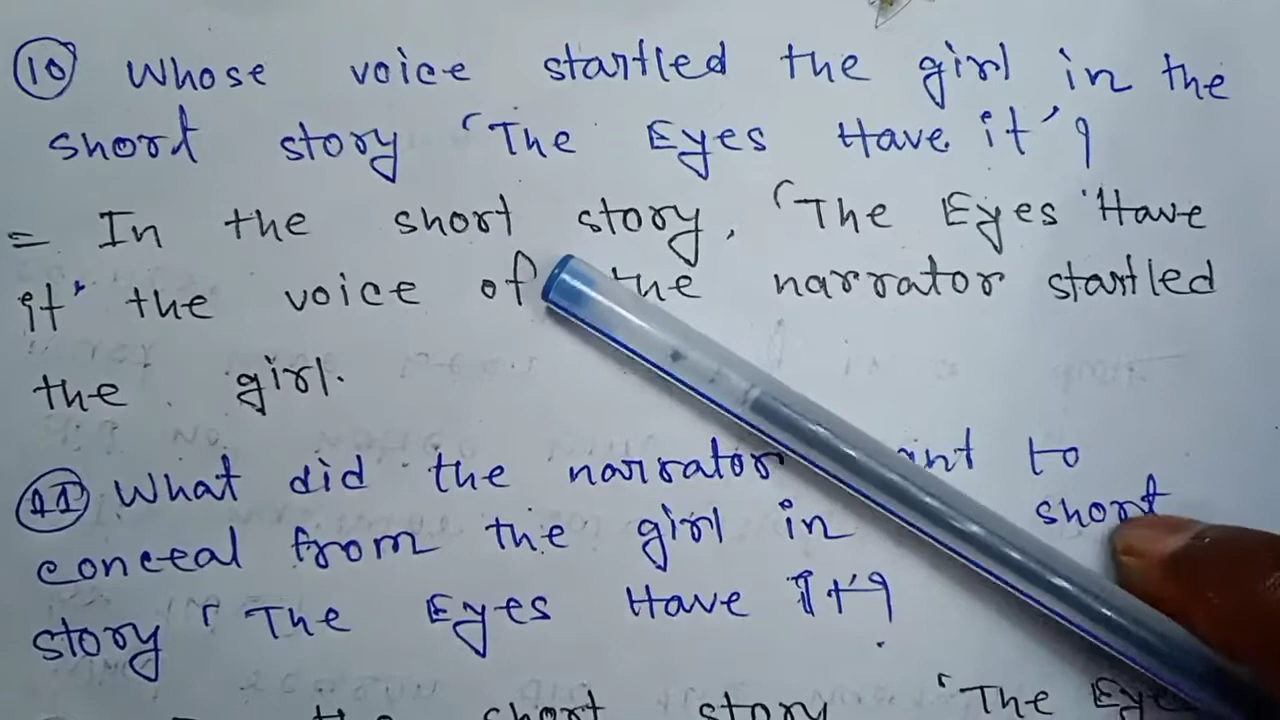 10 Whose voice startled the girl in the
short story 'The Eyes Have it'?
= In the short story, 'The Eyes Have
it' the voice of the narrator startled
the girl.
11 What did the narrator to
conceal from the girl in short
story 'The Eyes Have It'?
short story 'The